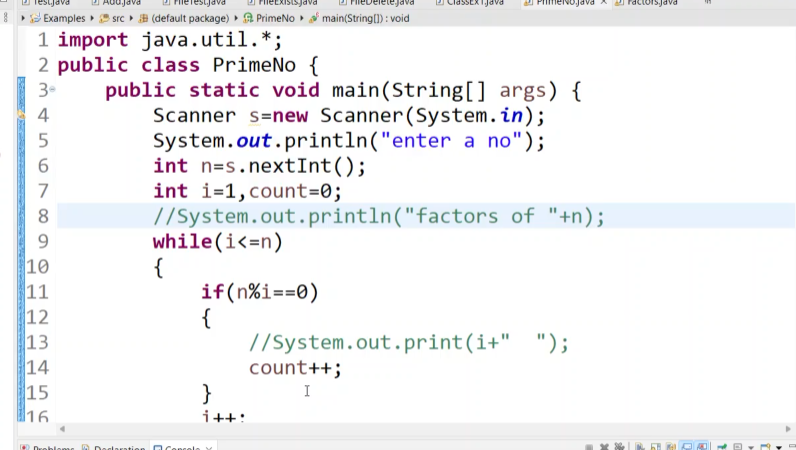 Test.java Add.java FileTest.java FileExists.java FileDelete.java ClassEx1.java PrimeNo.java Factors.java
Examples src (default package) PrimeNo main(String[]) : void
1 import java.util.*;
2 public class PrimeNo {
3 public static void main(String[] args) {
4 Scanner s=new Scanner(System.in);
5 System.out.println("enter a no");
6 int n=s.nextInt();
7 int i=1,count=0;
8 //System.out.println("factors of "+n);
9 while(i<=n)
10 {
11 if(n%i==0)
12 {
13 //System.out.print(i+"  ");
14 count++;
15 }
16 i++;
Problems Declaration Console